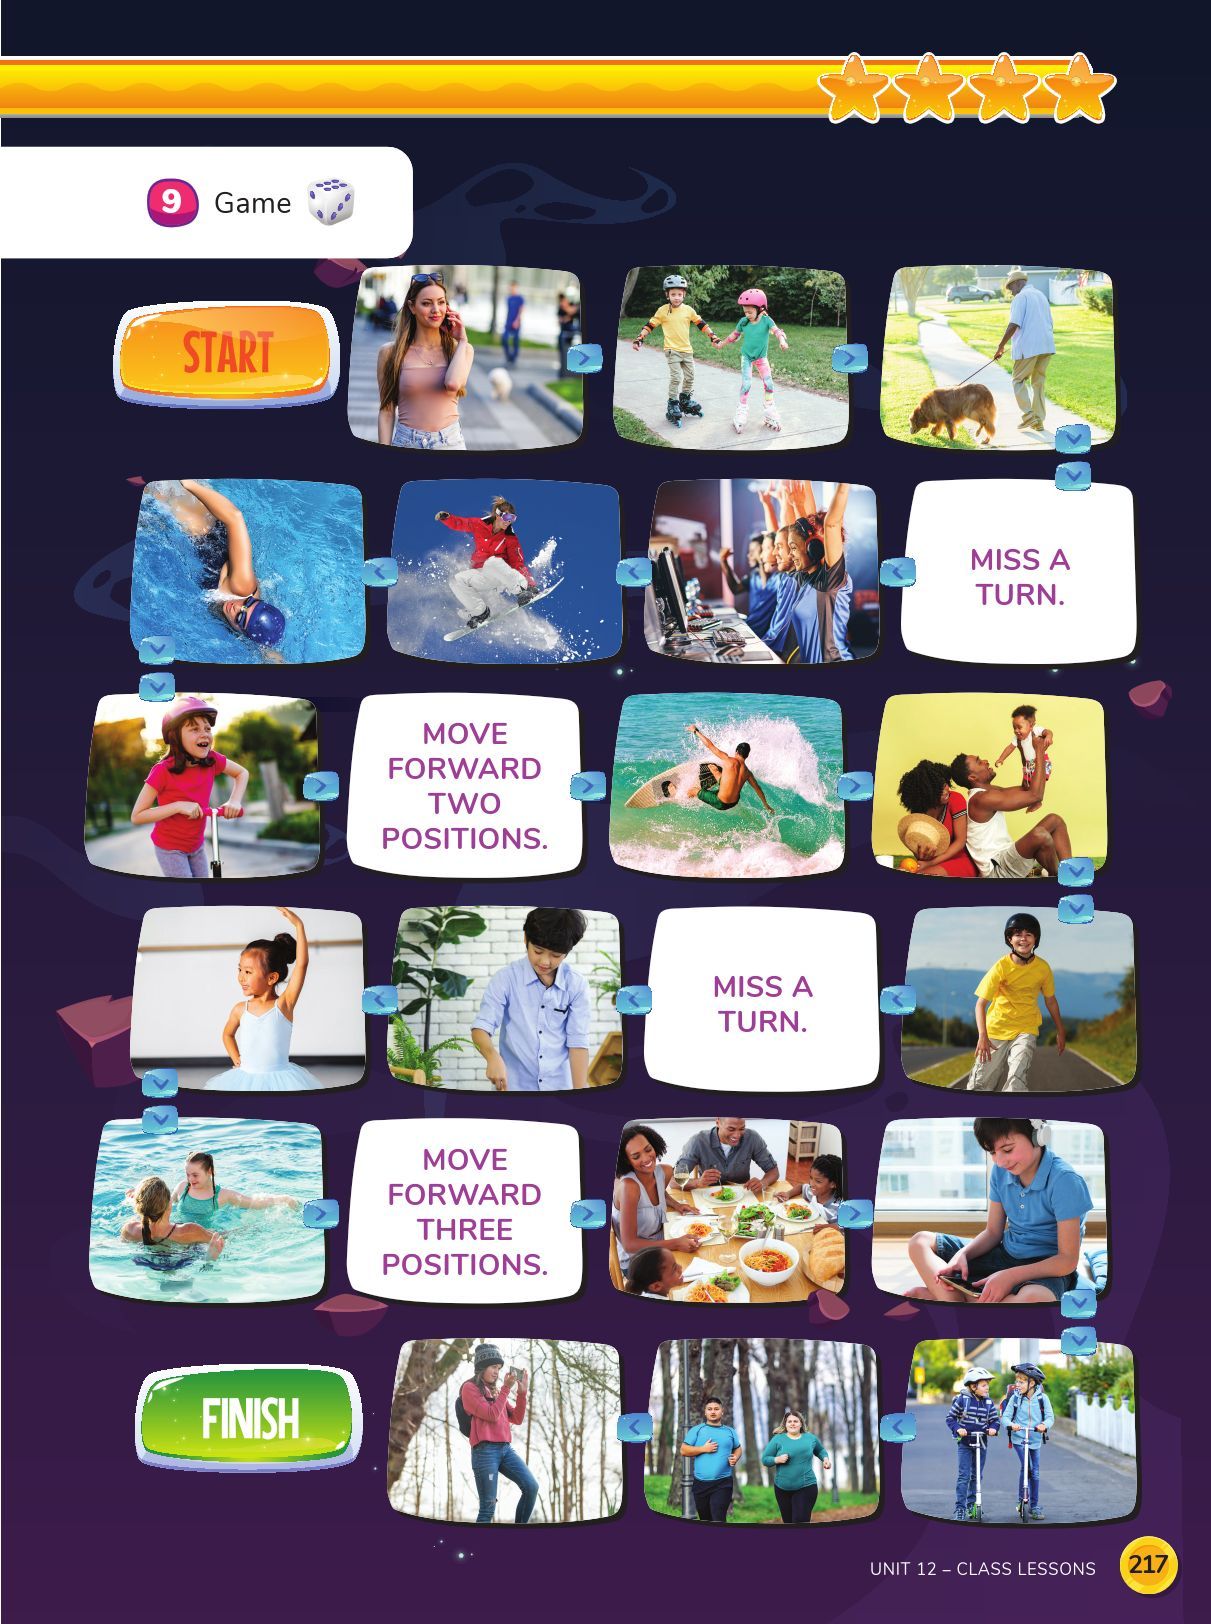 9 Game
START
MISS A
TURN.
MOVE
FORWARD
TWO
POSITIONS.
MISS A
TURN.
MOVE
FORWARD
THREE
POSITIONS.
FINISH
UNIT 12 – CLASS LESSONS 217